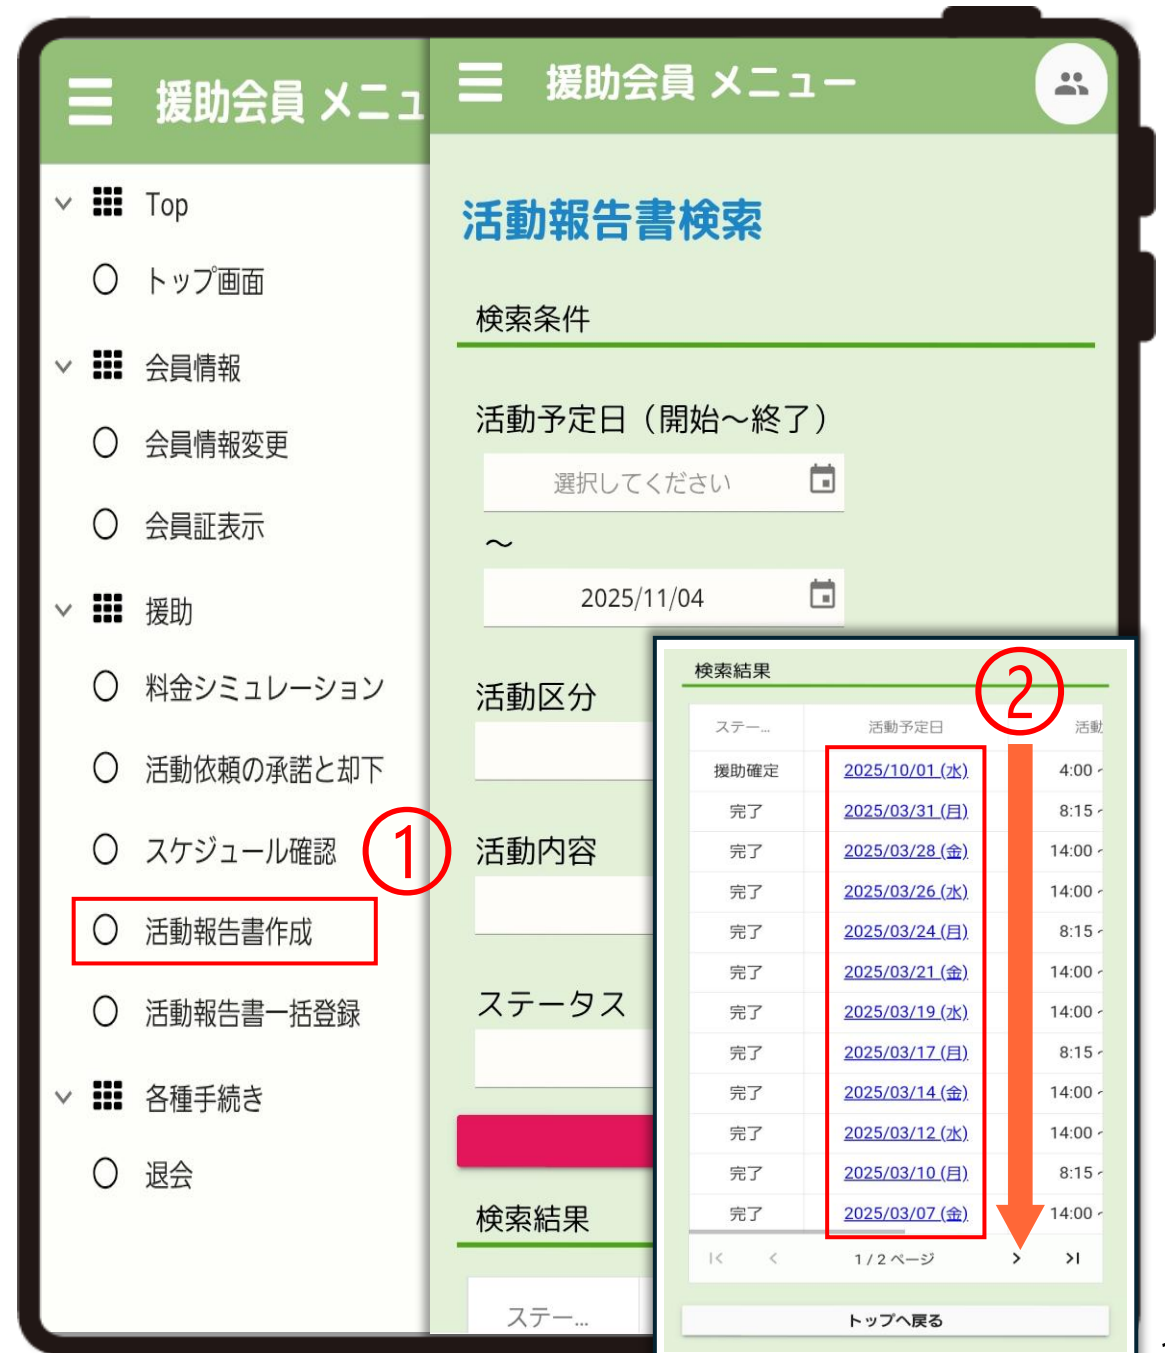 援助会員 メニュ
Top
トップ画面
会員情報
会員情報変更
会員証表示
援助
料金シミュレーション
活動依頼の承諾と却下
スケジュール確認
①
活動報告書作成
活動報告書一括登録
各種手続き
退会
援助会員 メニュー
活動報告書検索
検索条件
活動予定日（開始～終了）
選択してください
～
2025/11/04
活動区分
活動内容
ステータス
検索結果
ステー...
検索結果
②
ステー... 活動予定日 活動
援助確定 2025/10/01 (水) 4:00 ~
完了 2025/03/31 (月) 8:15 ~
完了 2025/03/28 (金) 14:00 ~
完了 2025/03/26 (水) 14:00 ~
完了 2025/03/24 (月) 8:15 ~
完了 2025/03/21 (金) 14:00 ~
完了 2025/03/19 (水) 14:00 ~
完了 2025/03/17 (月) 8:15 ~
完了 2025/03/14 (金) 14:00 ~
完了 2025/03/12 (水) 14:00 ~
完了 2025/03/10 (月) 8:15 ~
完了 2025/03/07 (金) 14:00 ~
1 / 2 ページ
トップへ戻る